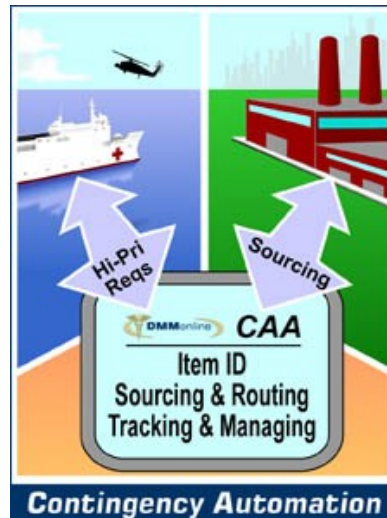 Hi-Pri
Reqs
Sourcing
DMMonline CAA
Item ID
Sourcing & Routing
Tracking & Managing
Contingency Automation